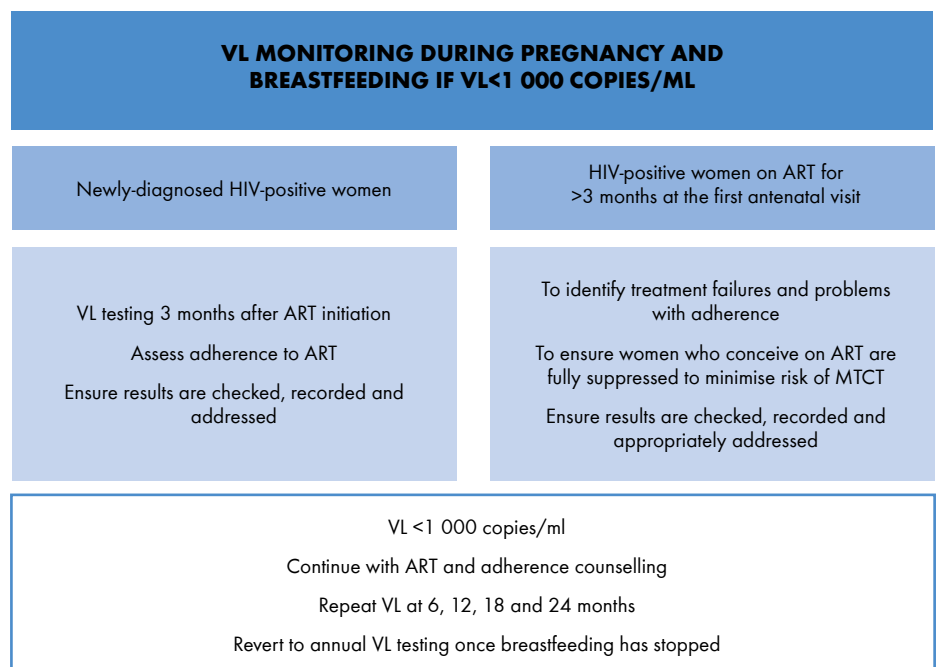 VL MONITORING DURING PREGNANCY AND
BREASTFEEDING IF VL<1 000 COPIES/ML
Newly-diagnosed HIV-positive women
HIV-positive women on ART for
>3 months at the first antenatal visit
VL testing 3 months after ART initiation
Assess adherence to ART
Ensure results are checked, recorded and
addressed
To identify treatment failures and problems
with adherence
To ensure women who conceive on ART are
fully suppressed to minimise risk of MTCT
Ensure results are checked, recorded and
appropriately addressed
VL <1 000 copies/ml
Continue with ART and adherence counselling
Repeat VL at 6, 12, 18 and 24 months
Revert to annual VL testing once breastfeeding has stopped